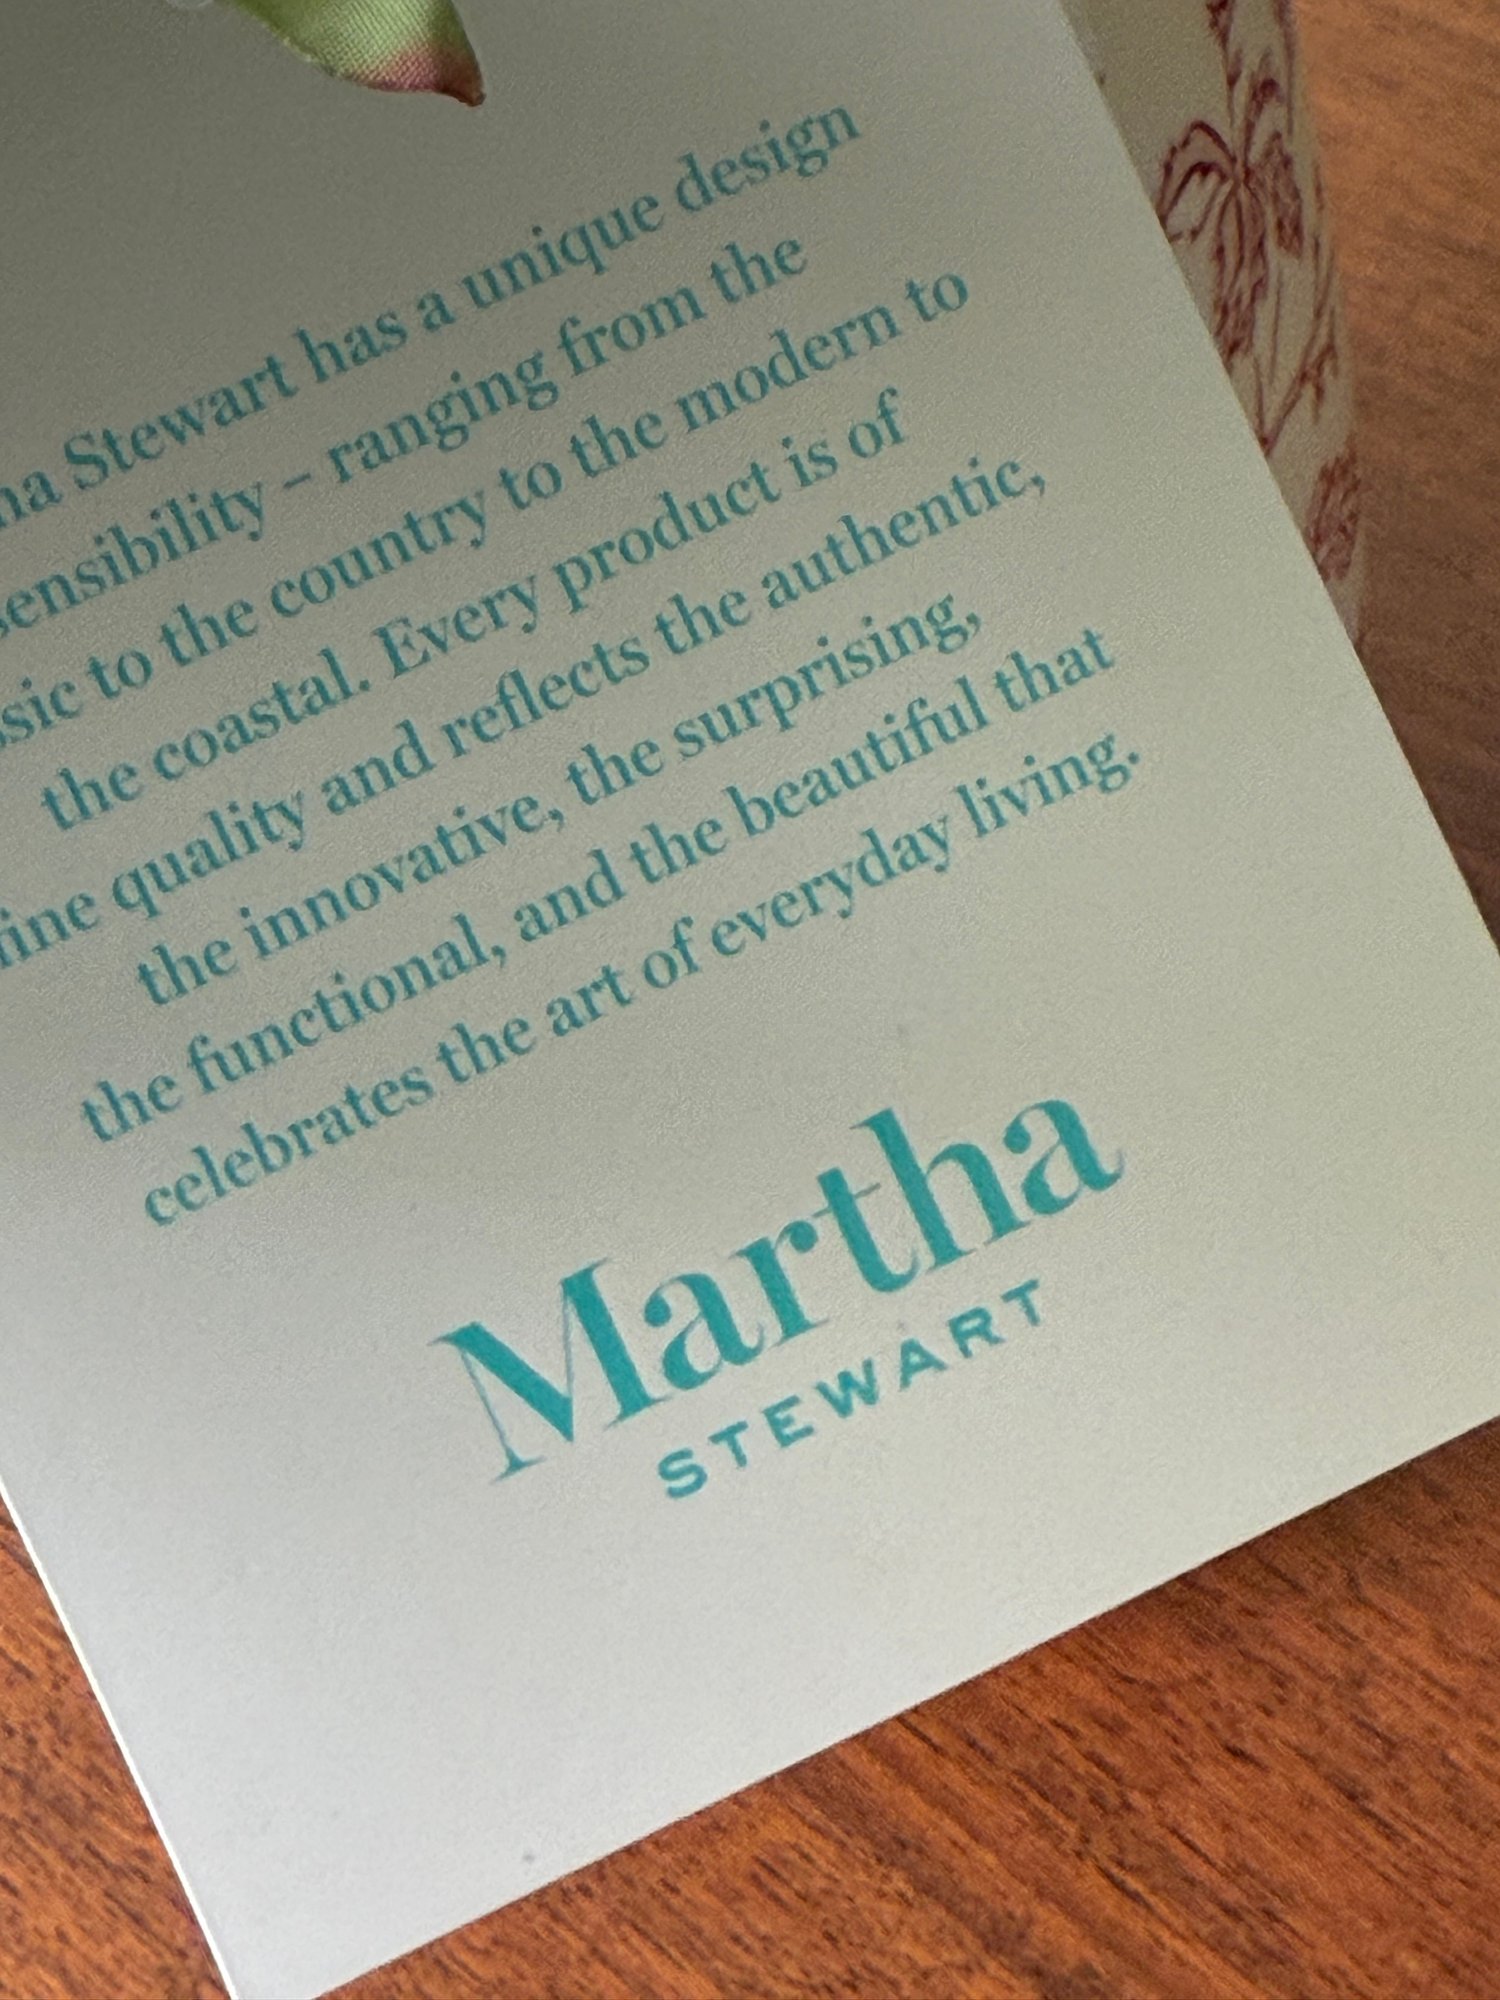 Stewart has a unique design
sensibility – ranging from the
to the country to the modern to
the coastal. Every product is of
fine quality and reflects the authentic,
the innovative, the surprising,
the functional, and the beautiful that
celebrates the art of everyday living.
Martha
STEWART